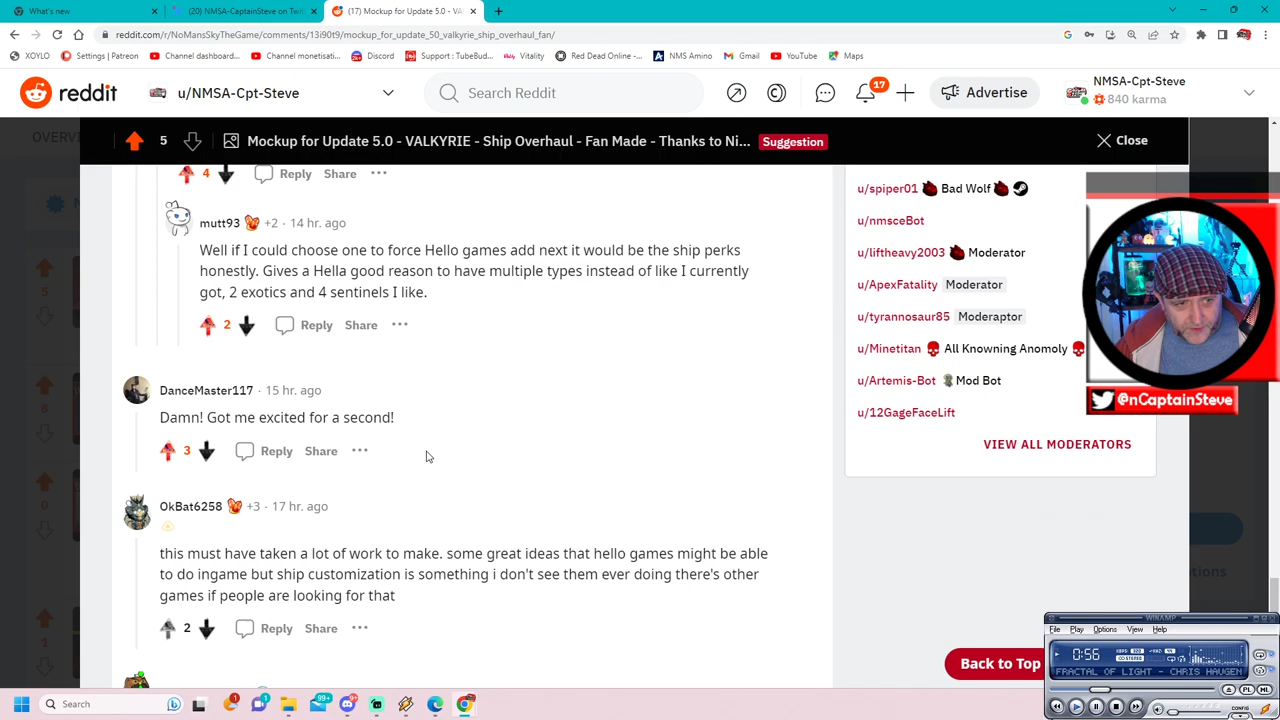 What's new
(20) NMSA-CaptainSteve on Twit
(17) Mockup for Update 5.0 - VA
reddit.com/r/NoMansSkyTheGame/comments/13i90t9/mockup_for_update_50_valkyrie_ship_overhaul_fan/
XOYLO
Settings | Patreon
Channel dashboard...
Channel monetisati...
Discord
Support : TubeBud...
Vitality
Red Dead Online -...
NMS Amino
Gmail
YouTube
Maps
reddit
u/NMSA-Cpt-Steve
Search Reddit
17
Advertise
NMSA-Cpt-Steve
840 karma
OVERV
5
Mockup for Update 5.0 - VALKYRIE - Ship Overhaul - Fan Made - Thanks to Ni...
Suggestion
Close
4
Reply
Share
mutt93
+2 · 14 hr. ago
Well if I could choose one to force Hello games add next it would be the ship perks
honestly. Gives a Hella good reason to have multiple types instead of like I currently
got, 2 exotics and 4 sentinels I like.
2
Reply
Share
DanceMaster117 · 15 hr. ago
Damn! Got me excited for a second!
3
Reply
Share
OkBat6258
+3 · 17 hr. ago
this must have taken a lot of work to make. some great ideas that hello games might be able
to do ingame but ship customization is something i don't see them ever doing there's other
games if people are looking for that
2
Reply
Share
u/spiper01
Bad Wolf
u/nmsceBot
u/liftheavy2003
Moderator
u/ApexFatality
Moderator
u/tyrannosaur85
Moderaptor
u/Minetitan
All Knowing Anomoly
u/Artemis-Bot
Mod Bot
u/12GageFaceLift
VIEW ALL MODERATORS
@nCaptainSteve
Back to Top
WINAMP
File Play Options View Help
0:56
STEREO
FRACTAL OF LIGHT - CHRIS HAUGEN
PL
ML
CONFIG
Search
99+